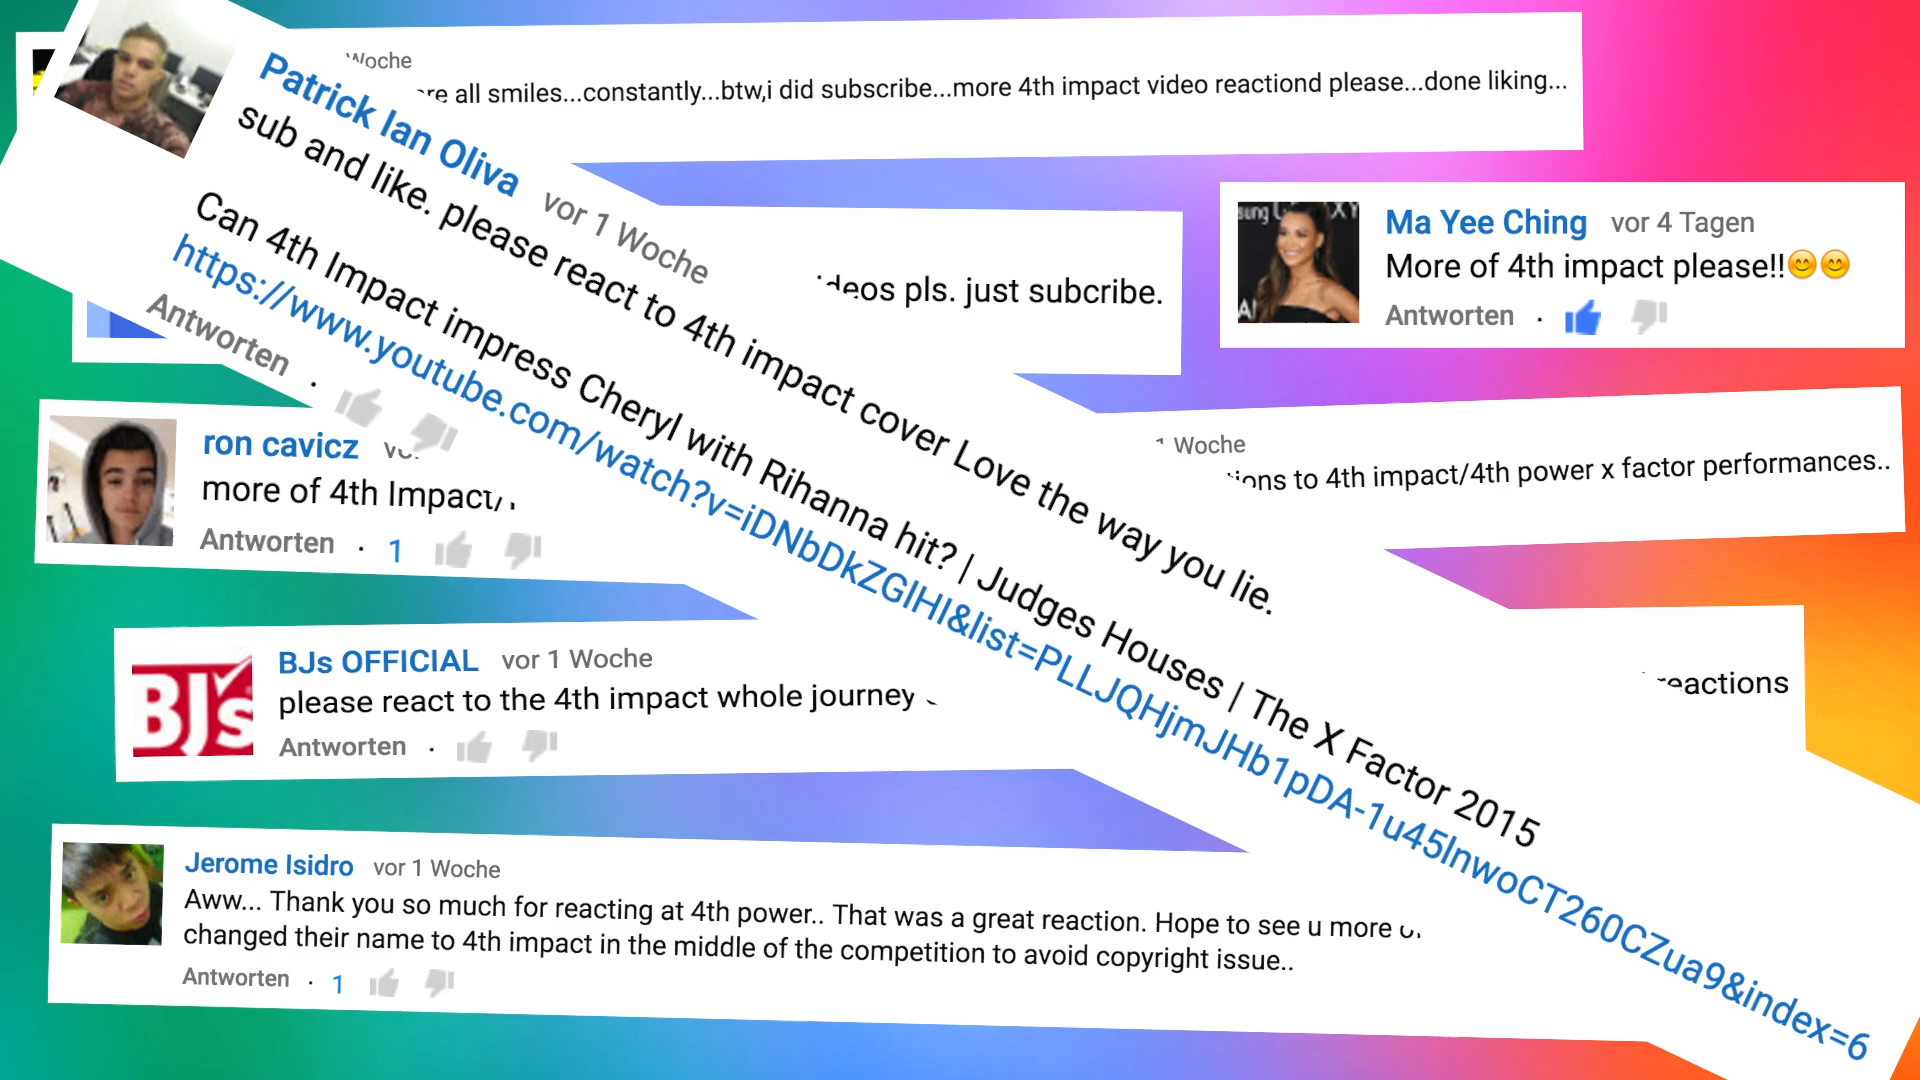 Woche
are all smiles...constantly...btw,i did subscribe...more 4th impact video reactiond please...done liking...
Patrick Ian Oliva vor 1 Woche
sub and like. please react to 4th impact cover Love the way you lie.
Can 4th Impact impress Cheryl with Rihanna hit? | Judges Houses | The X Factor 2015
https://www.youtube.com/watch?v=iDNbDkZGlHI&list=PLLJQHjmJHb1pDA-1u45InwoCT260CZua9&index=6
Antworten ·
pls. just subcribe.
Ma Yee Ching vor 4 Tagen
More of 4th impact please!!😊😊
Antworten ·
1 Woche
to 4th impact/4th power x factor performances..
ron cavicz
more of 4th Impact
Antworten · 1
BJs OFFICIAL vor 1 Woche
please react to the 4th impact whole journey
Antworten ·
BJs
reactions
Jerome Isidro vor 1 Woche
Aww... Thank you so much for reacting at 4th power.. That was a great reaction. Hope to see u more
changed their name to 4th impact in the middle of the competition to avoid copyright issue..
Antworten · 1